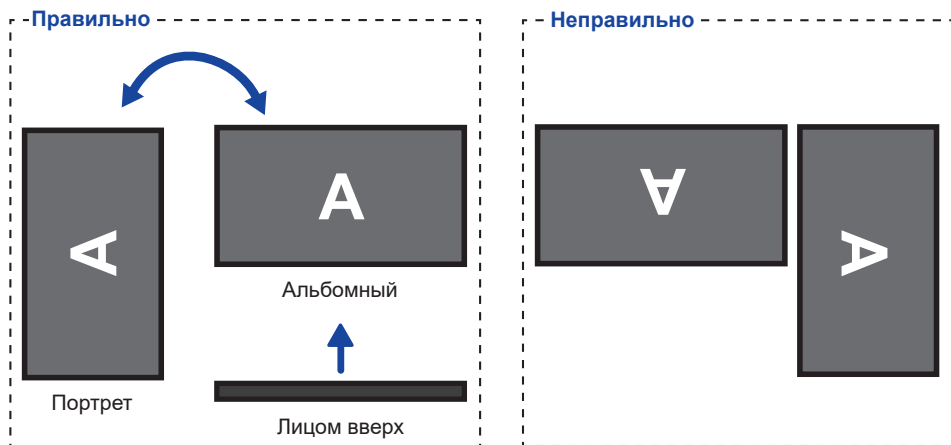 Правильно
Неправильно
A
A
A
A
Альбомный
Портрет
Лицом вверх